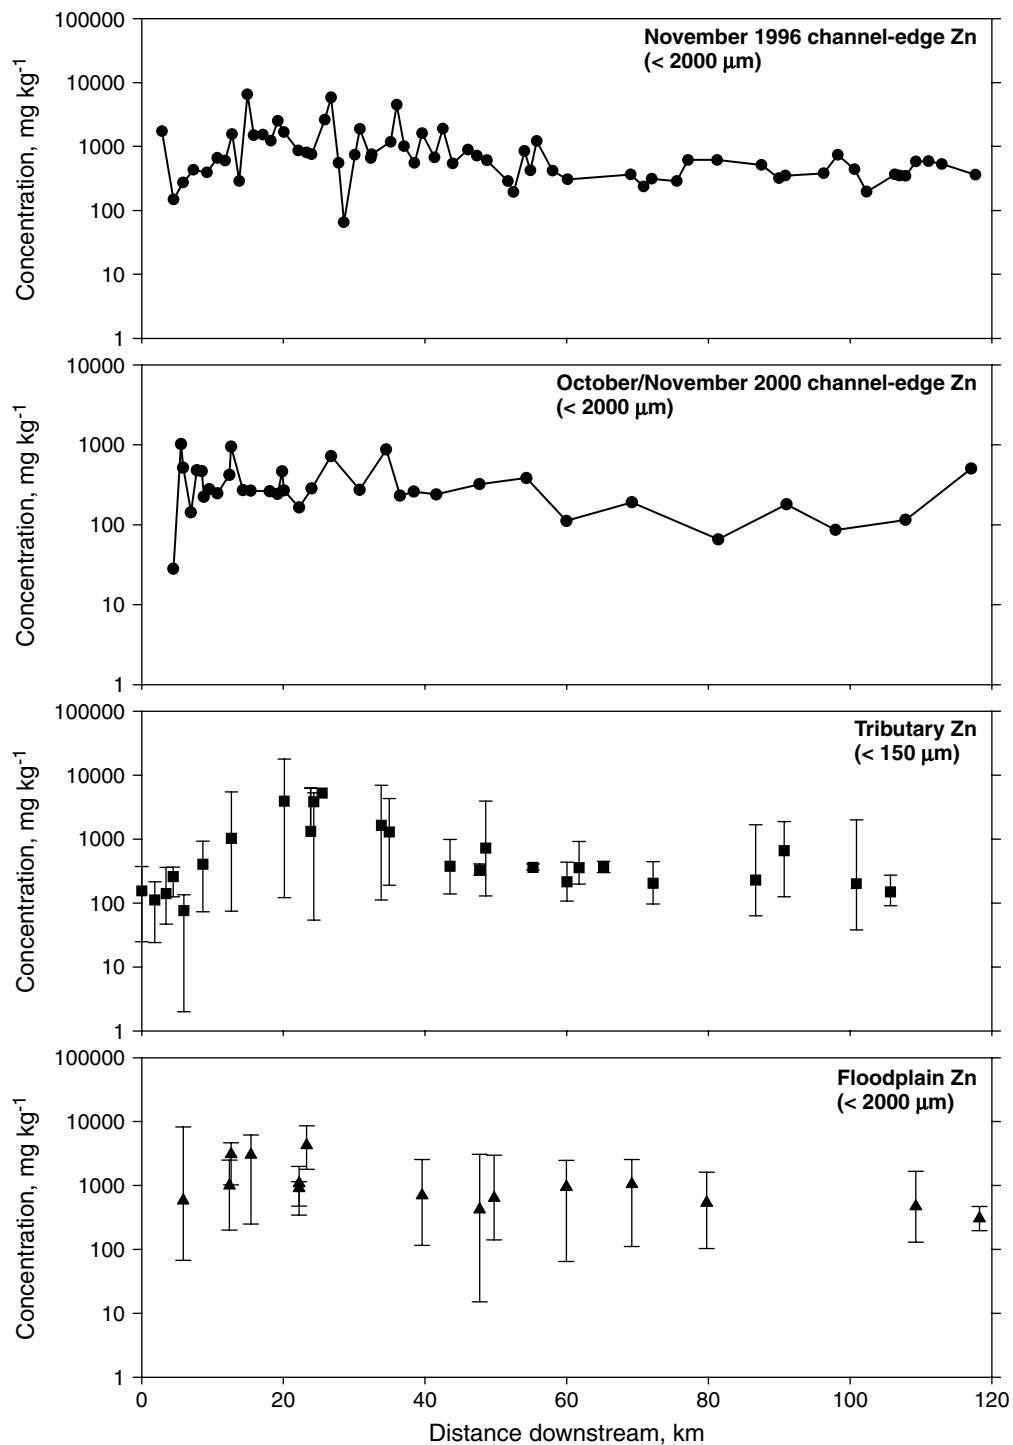 100000
10000
1000
100
10
1
Concentration, mg kg-1
November 1996 channel-edge Zn
(< 2000 µm)
10000
1000
100
10
1
Concentration, mg kg-1
October/November 2000 channel-edge Zn
(< 2000 µm)
100000
10000
1000
100
10
1
Concentration, mg kg-1
Tributary Zn
(< 150 µm)
100000
10000
1000
100
10
1
Concentration, mg kg-1
Floodplain Zn
(< 2000 µm)
0 20 40 60 80 100 120
Distance downstream, km